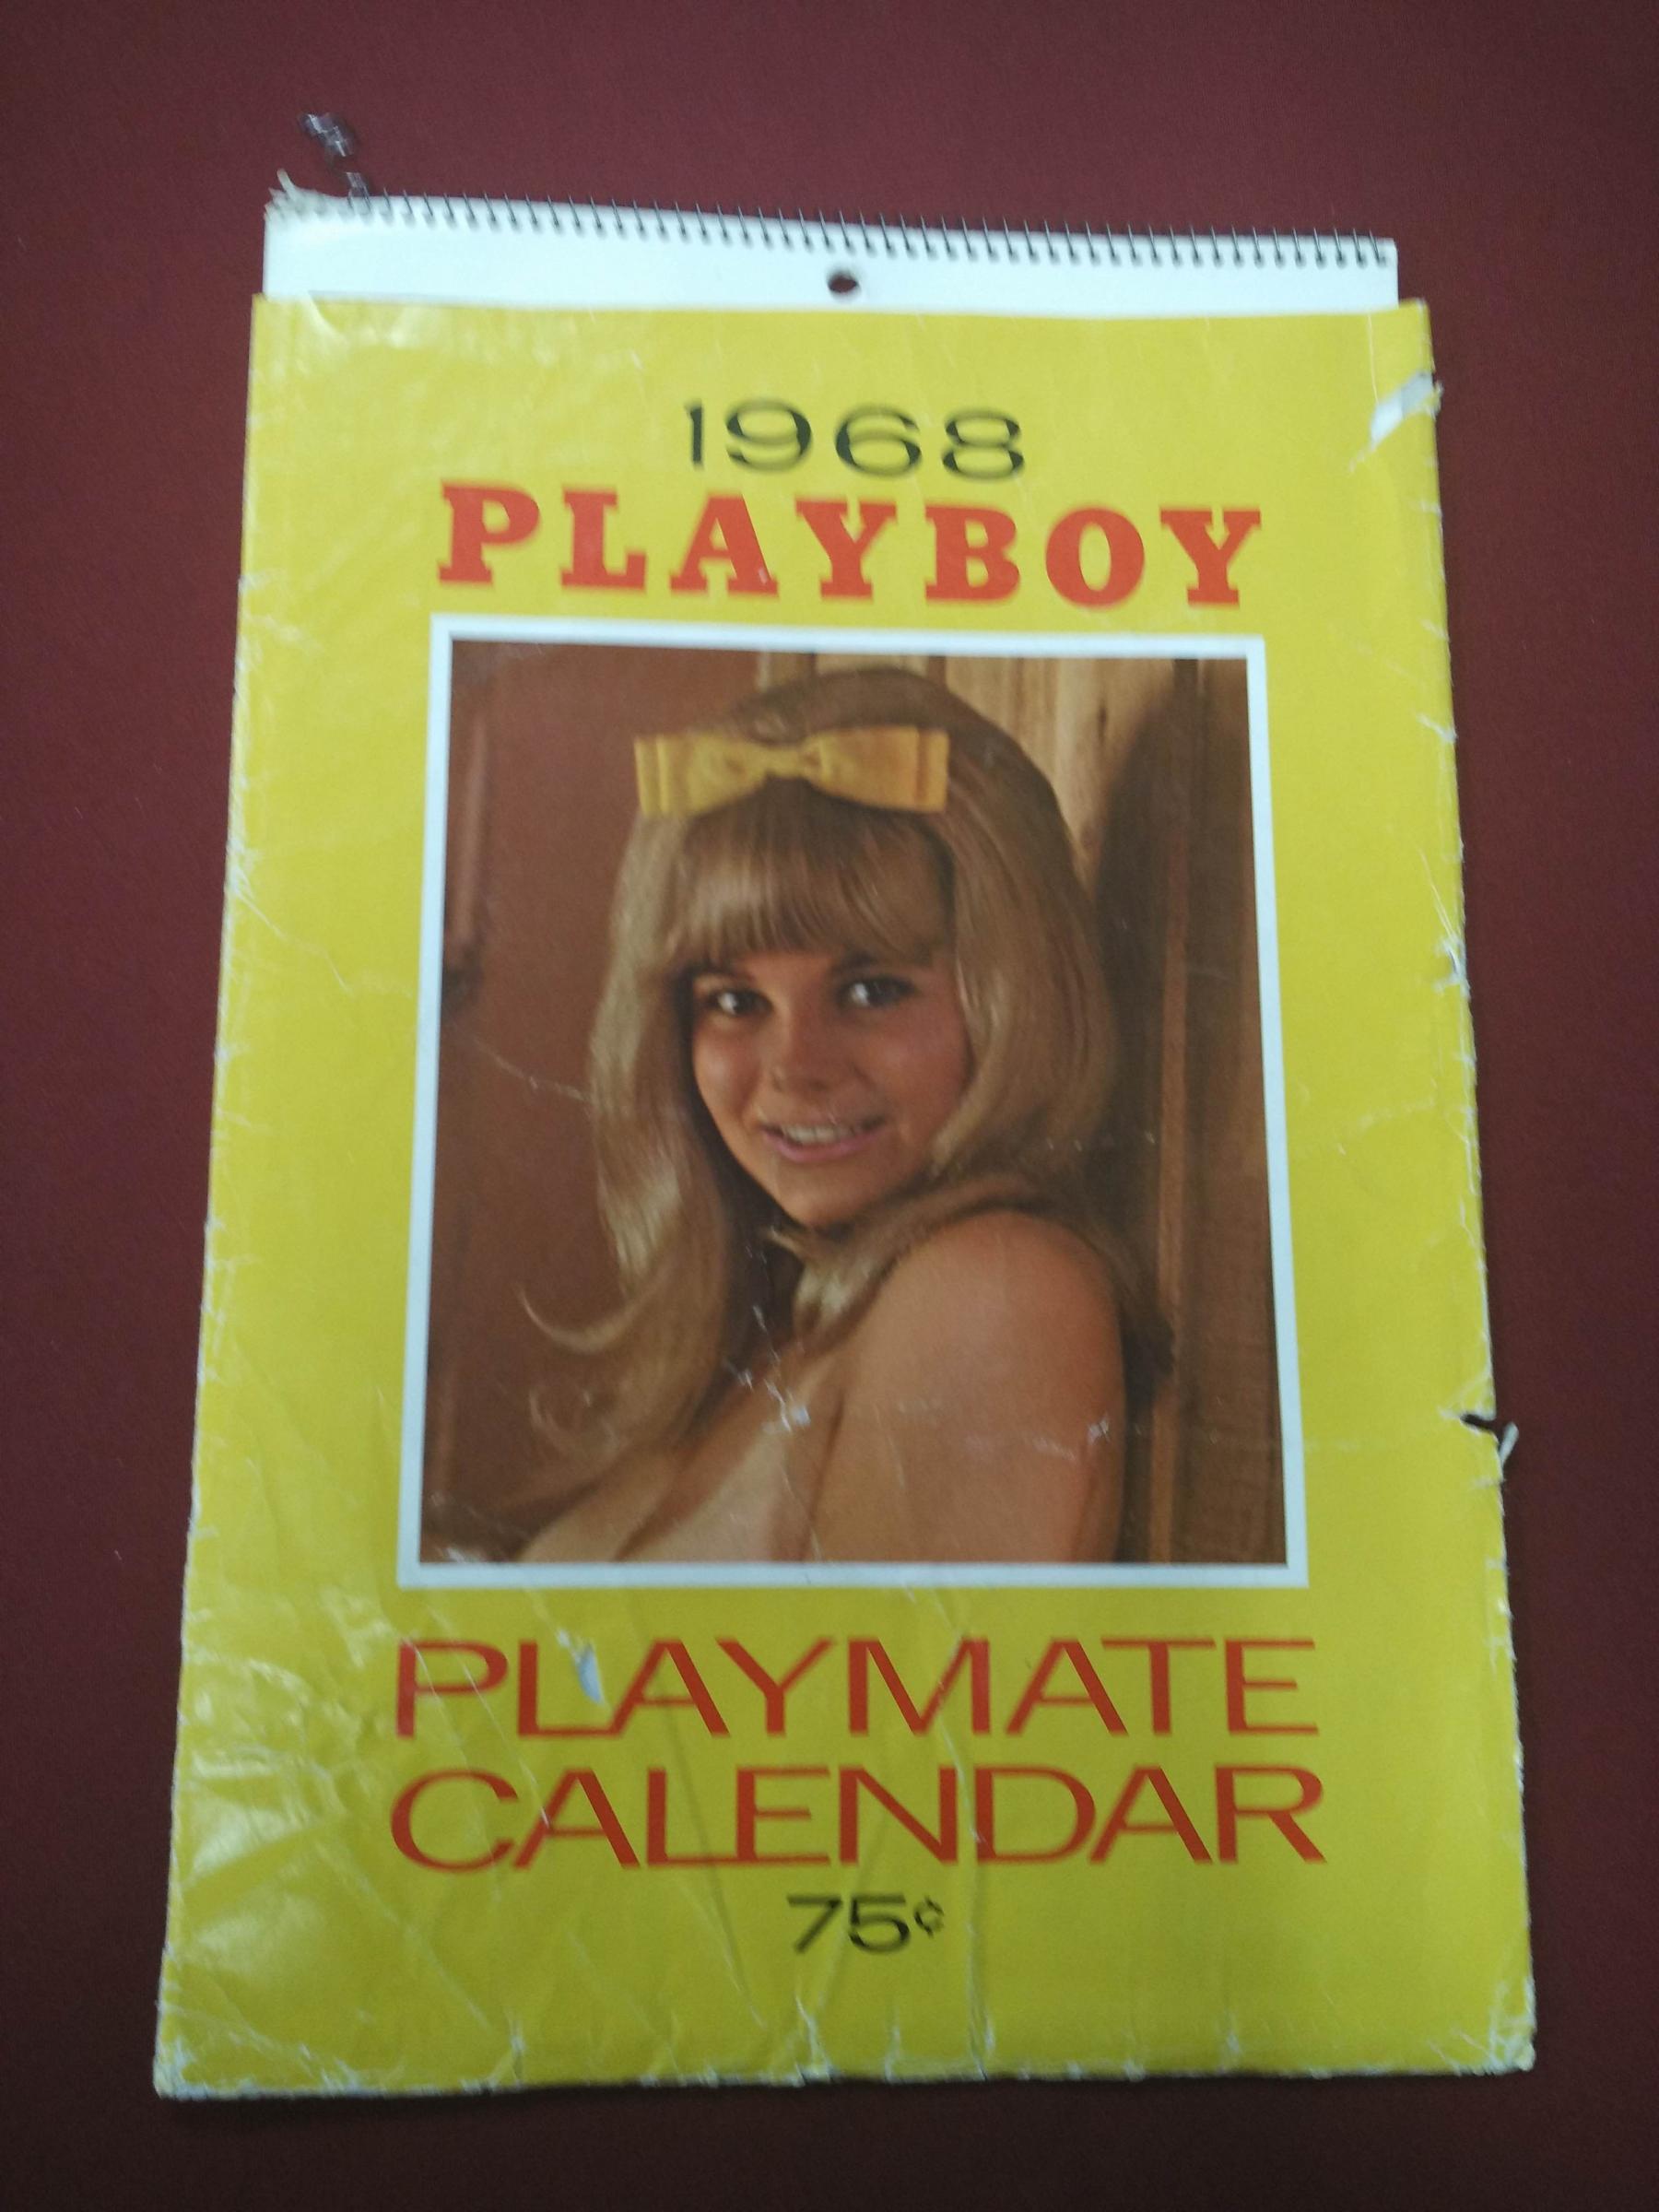 1968
PLAYBOY
PLAYMATE
CALENDAR
75¢